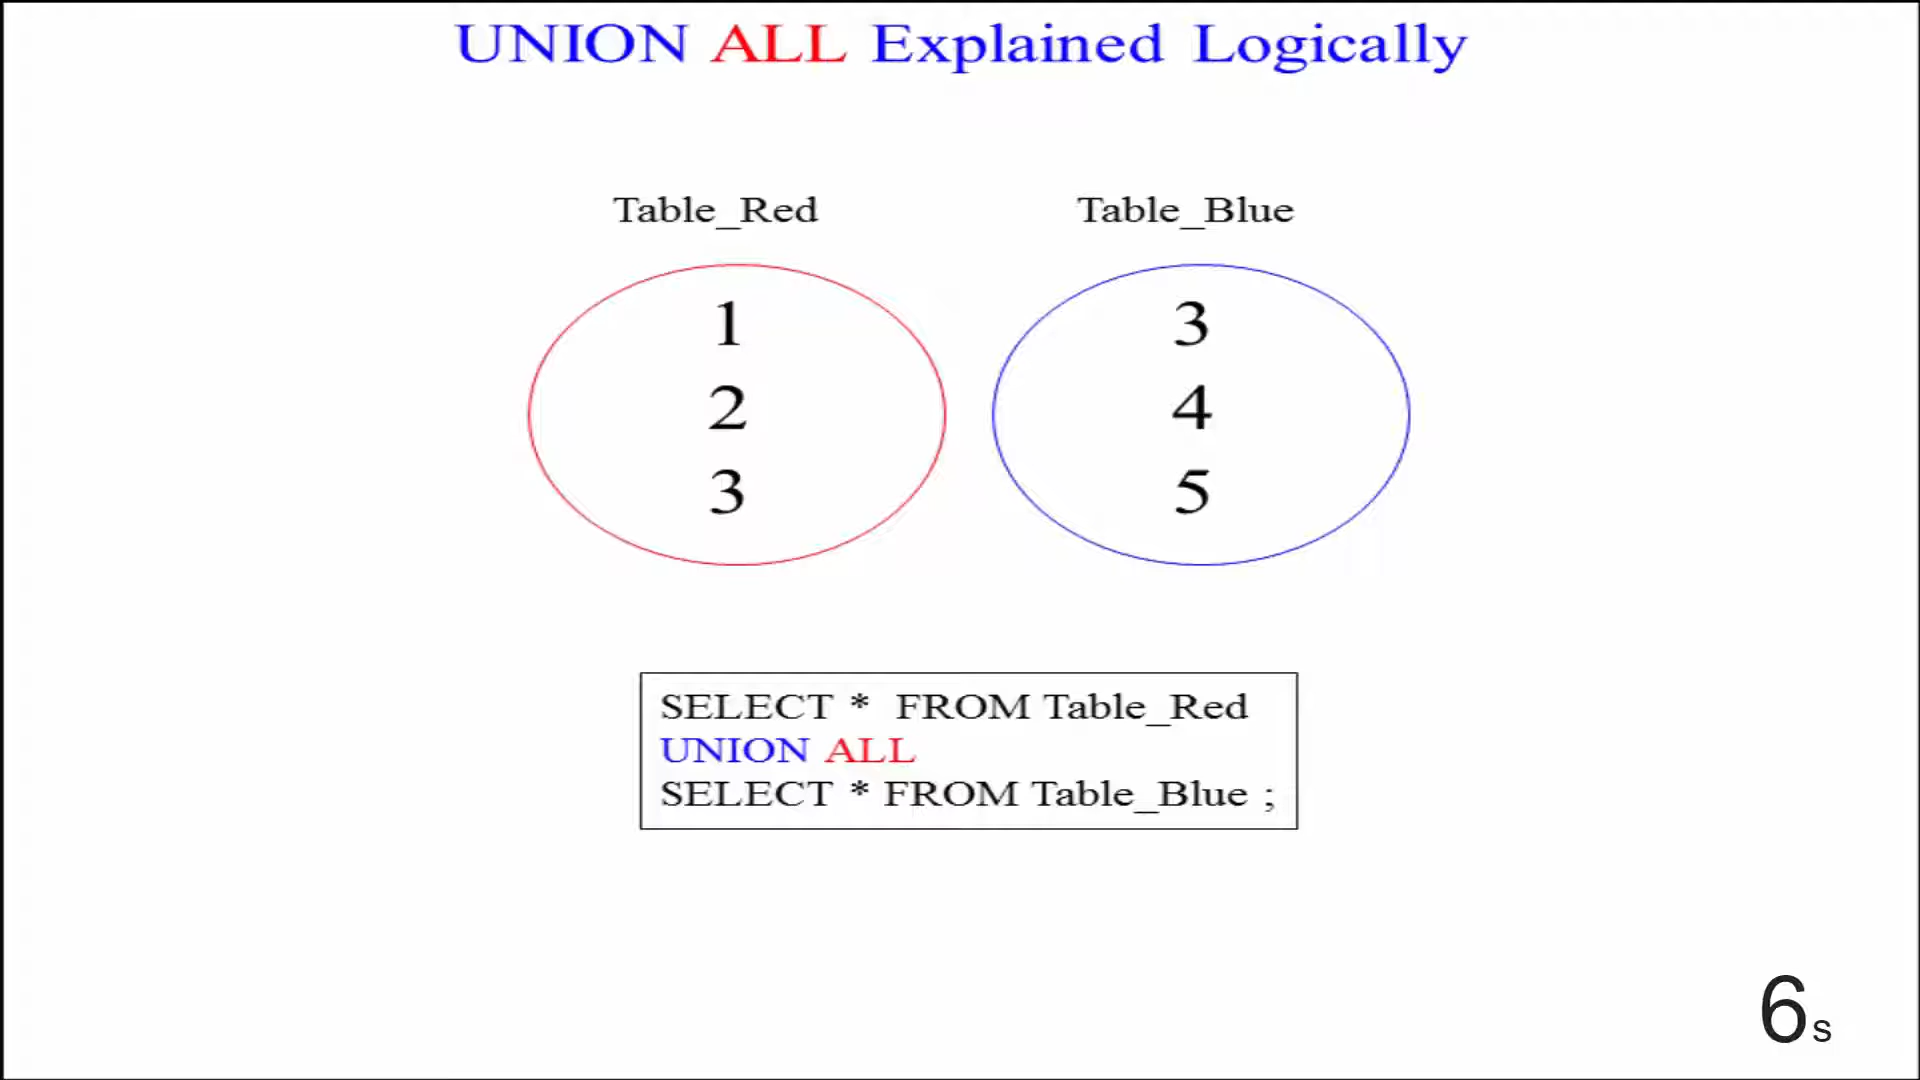 UNION ALL Explained Logically
Table_Red Table_Blue
1 3
2 4
3 5
SELECT * FROM Table_Red
UNION ALL
SELECT * FROM Table_Blue ;
6s